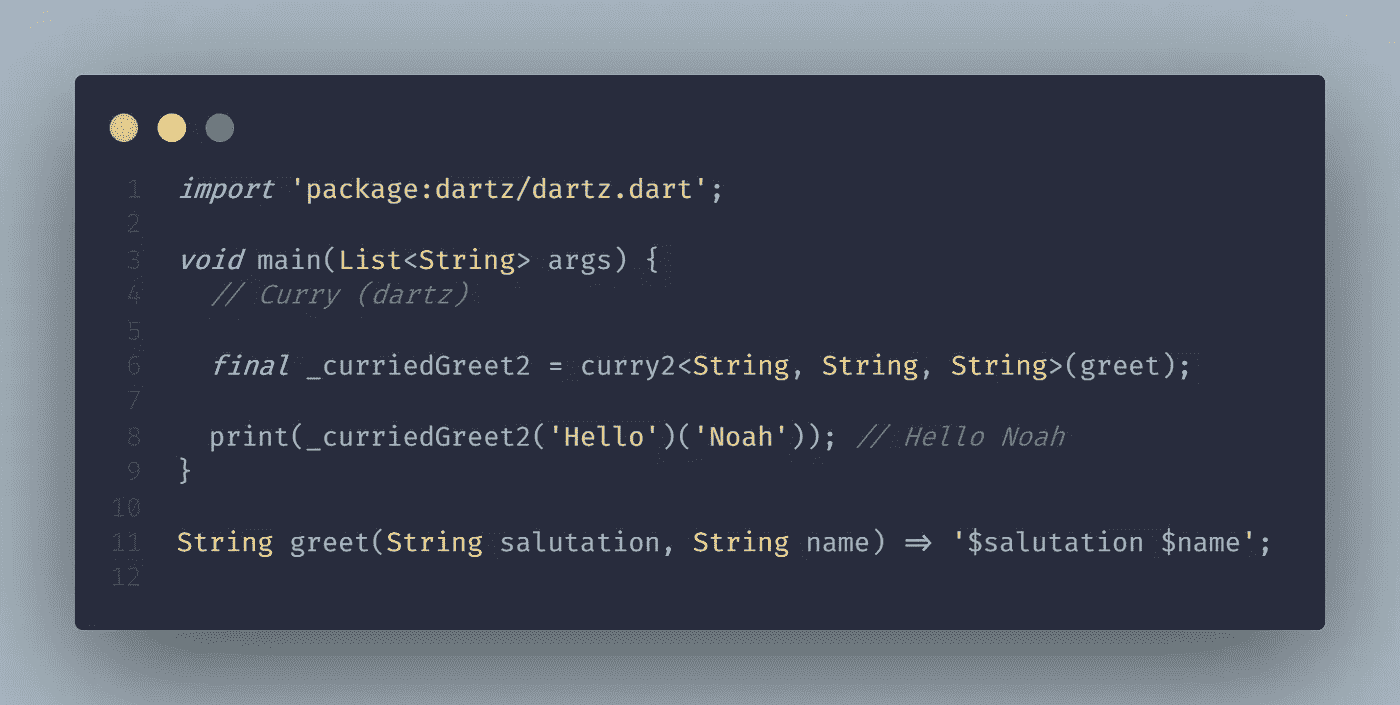 1 import 'package:dartz/dartz.dart';
2
3 void main(List<String> args) {
4   // Curry (dartz)
5
6   final _curriedGreet2 = curry2<String, String, String>(greet);
7
8   print(_curriedGreet2('Hello')('Noah')); // Hello Noah
9 }
10
11 String greet(String salutation, String name) => '$salutation $name';
12